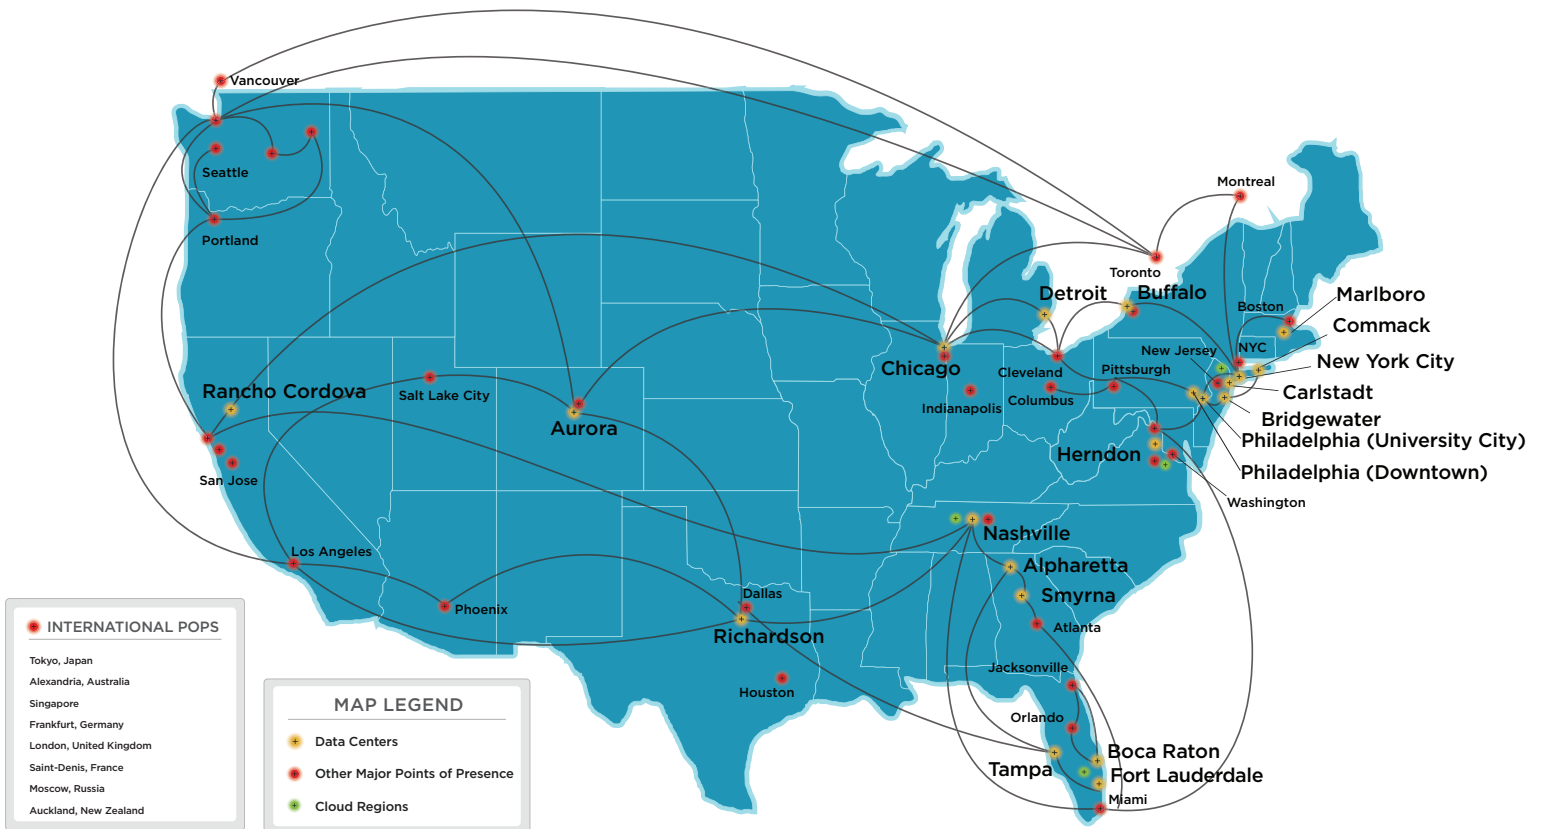 Vancouver
Seattle
Portland
Montreal
Toronto
Detroit
Buffalo
Boston
Marlboro
Commack
NYC
New Jersey
New York City
Chicago
Cleveland
Pittsburgh
Carlstadt
Rancho Cordova
Salt Lake City
Columbus
Indianapolis
Bridgewater
Aurora
Philadelphia (University City)
Herndon
Philadelphia (Downtown)
San Jose
Washington
Nashville
Los Angeles
Alpharetta
Dallas
Smyrna
Phoenix
Atlanta
Richardson
Jacksonville
Houston
Orlando
Boca Raton
Tampa
Fort Lauderdale
Miami
INTERNATIONAL POPS
Tokyo, Japan
Alexandria, Australia
Singapore
Frankfurt, Germany
London, United Kingdom
Saint-Denis, France
Moscow, Russia
Auckland, New Zealand
MAP LEGEND
Data Centers
Other Major Points of Presence
Cloud Regions